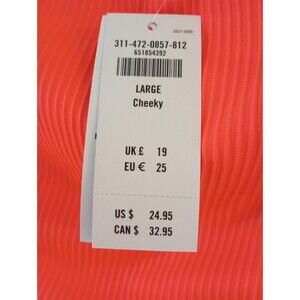 311-472-0857-812
651854392
LARGE
Cheeky
UK £ 19
EU € 25
US $ 24.95
CAN $ 32.95